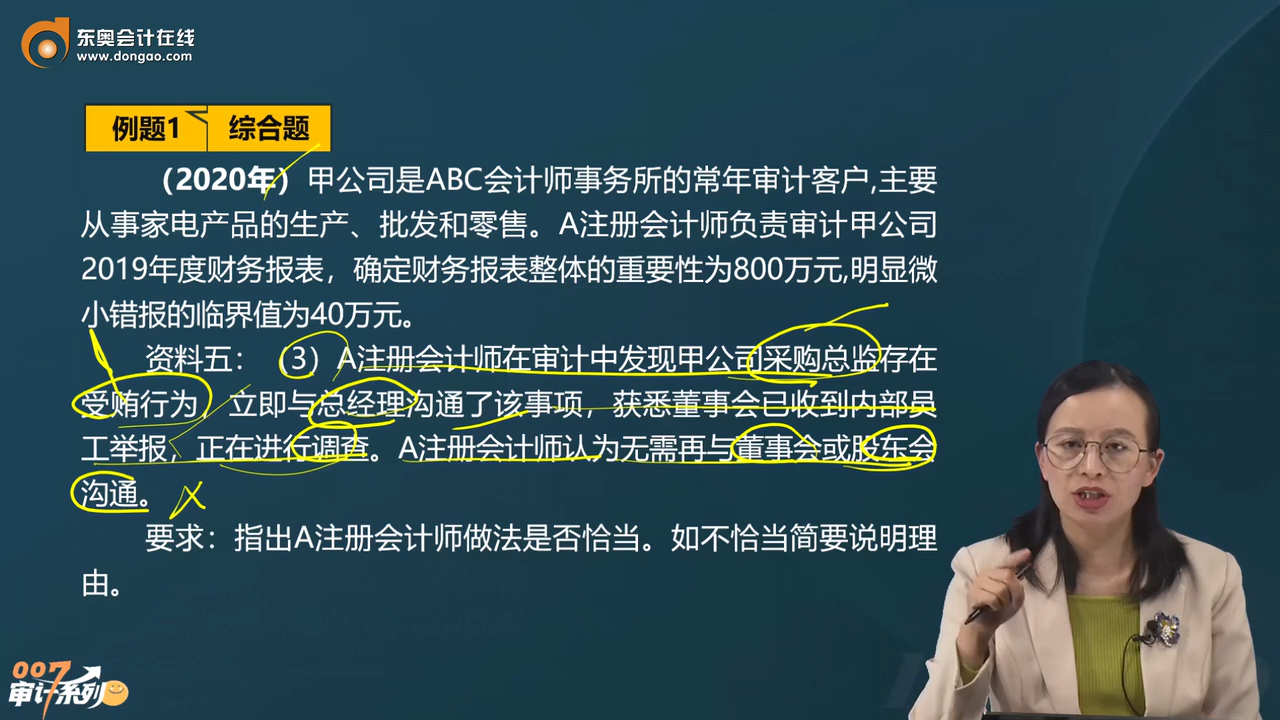 东奥会计在线
www.dongao.com
例题1 综合题
（2020年）甲公司是ABC会计师事务所的常年审计客户,主要
从事家电产品的生产、批发和零售。A注册会计师负责审计甲公司
2019年度财务报表，确定财务报表整体的重要性为800万元,明显微
小错报的临界值为40万元。
资料五：（3）A注册会计师在审计中发现甲公司采购总监存在
受贿行为，立即与总经理沟通了该事项，获悉董事会已收到内部员
工举报，正在进行调查。A注册会计师认为无需再与董事会或股东会
沟通。
要求：指出A注册会计师做法是否恰当。如不恰当简要说明理
由。
007
审计系列